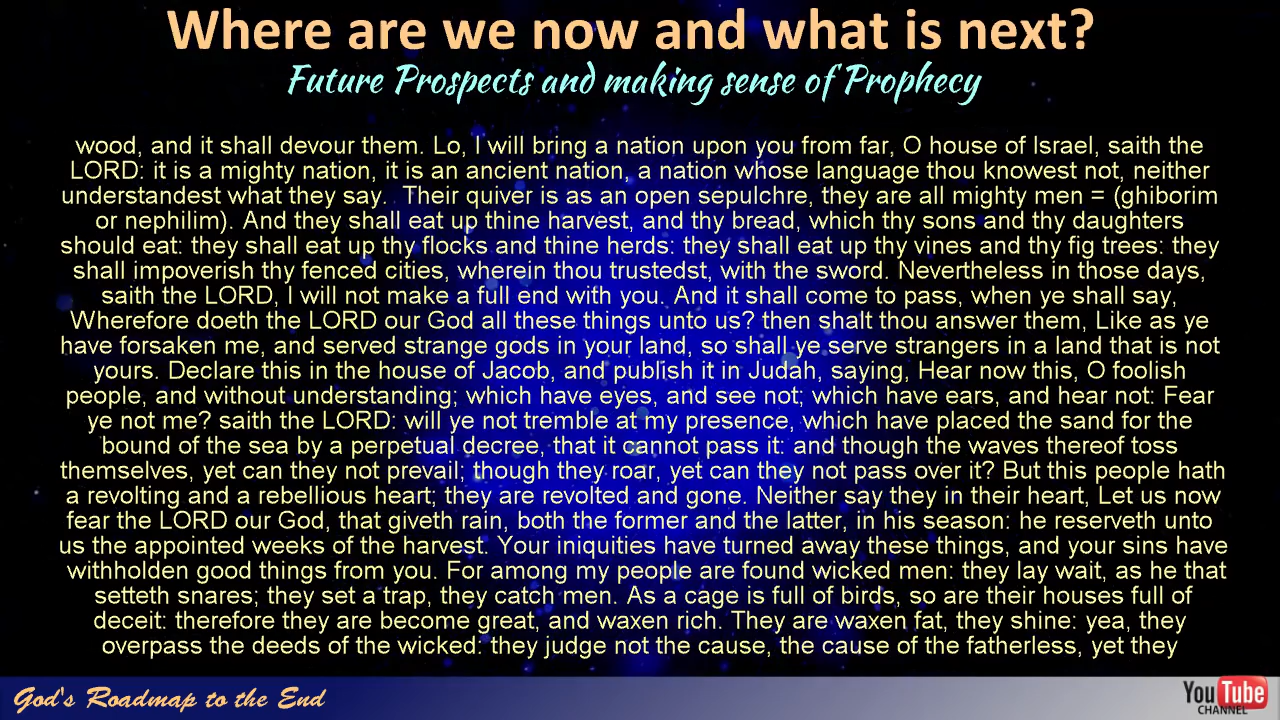 Where are we now and what is next?
Future Prospects and making sense of Prophecy
wood, and it shall devour them. Lo, I will bring a nation upon you from far, O house of Israel, saith the
LORD: it is a mighty nation, it is an ancient nation, a nation whose language thou knowest not, neither
understandest what they say.  Their quiver is as an open sepulchre, they are all mighty men = (ghiborim
or nephilim). And they shall eat up thine harvest, and thy bread, which thy sons and thy daughters
should eat: they shall eat up thy flocks and thine herds: they shall eat up thy vines and thy fig trees: they
shall impoverish thy fenced cities, wherein thou trustedst, with the sword. Nevertheless in those days,
saith the LORD, I will not make a full end with you. And it shall come to pass, when ye shall say,
Wherefore doeth the LORD our God all these things unto us? then shalt thou answer them, Like as ye
have forsaken me, and served strange gods in your land, so shall ye serve strangers in a land that is not
yours. Declare this in the house of Jacob, and publish it in Judah, saying, Hear now this, O foolish
people, and without understanding; which have eyes, and see not; which have ears, and hear not: Fear
ye not me? saith the LORD: will ye not tremble at my presence, which have placed the sand for the
bound of the sea by a perpetual decree, that it cannot pass it: and though the waves thereof toss
themselves, yet can they not prevail; though they roar, yet can they not pass over it? But this people hath
a revolting and a rebellious heart; they are revolted and gone. Neither say they in their heart, Let us now
fear the LORD our God, that giveth rain, both the former and the latter, in his season: he reserveth unto
us the appointed weeks of the harvest. Your iniquities have turned away these things, and your sins have
withholden good things from you. For among my people are found wicked men: they lay wait, as he that
setteth snares; they set a trap, they catch men. As a cage is full of birds, so are their houses full of
deceit: therefore they are become great, and waxen rich. They are waxen fat, they shine: yea, they
overpass the deeds of the wicked: they judge not the cause, the cause of the fatherless, yet they
God's Roadmap to the End
YouTube
CHANNEL